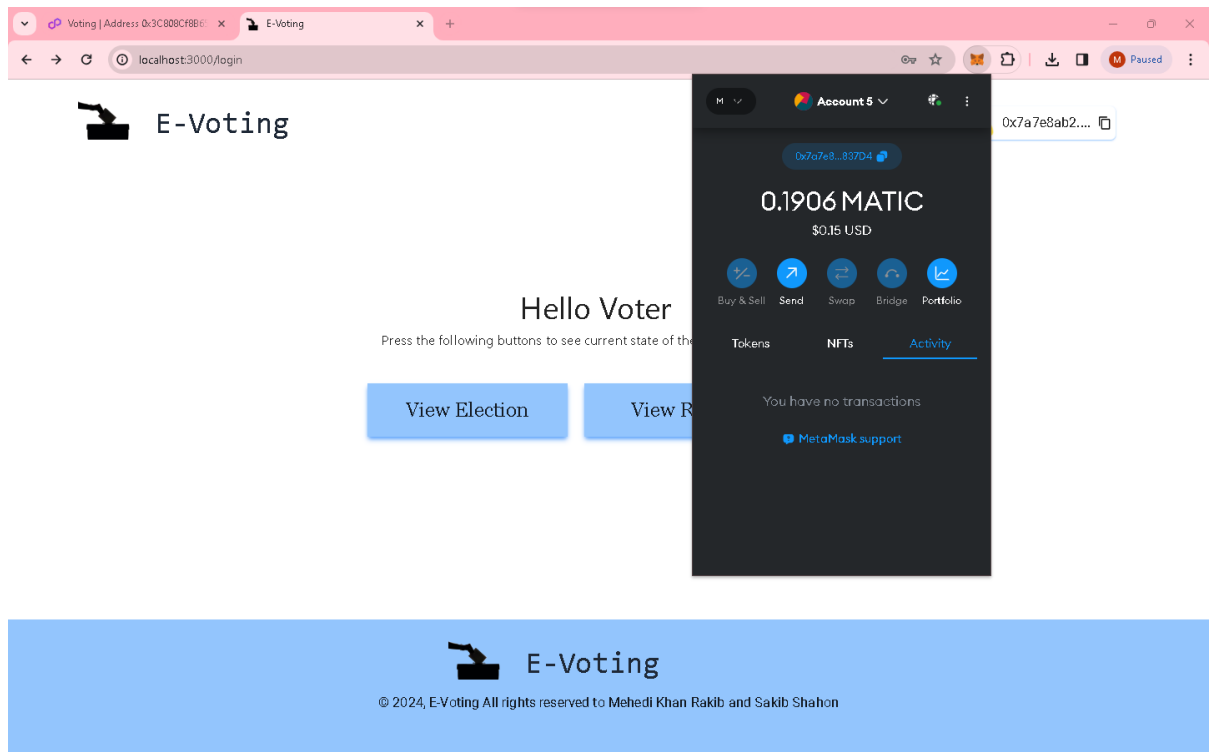 Voting | Address 0x3C808Cf8B6
E-Voting
localhost:3000/login
M Paused
E-Voting
M
Account 5
0x7a7e8ab2....
0x7a7e8...837D4
0.1906 MATIC
$0.15 USD
Buy & Sell Send Swap Bridge Portfolio
Hello Voter
Press the following buttons to see current state of the
Tokens NFTs Activity
View Election View R
You have no transactions
MetaMask support
E-Voting
© 2024, E-Voting All rights reserved to Mehedi Khan Rakib and Sakib Shahon